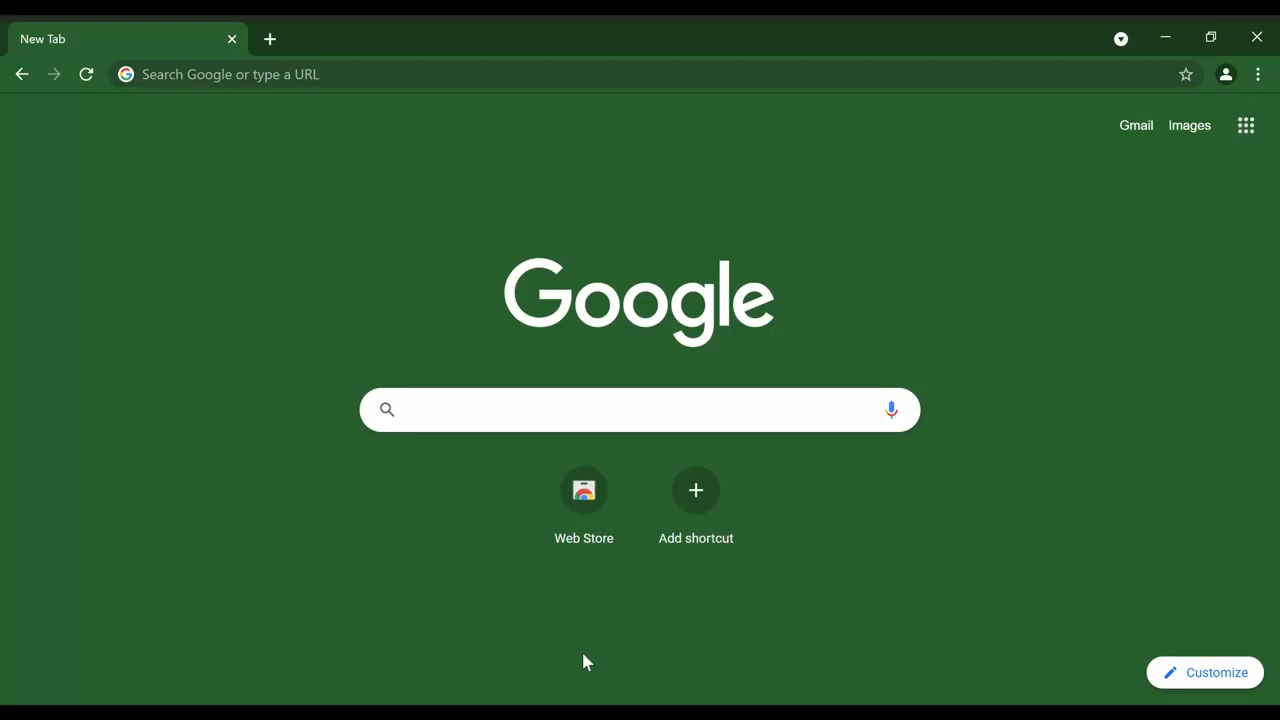 New Tab
Search Google or type a URL
Gmail Images
Google
Web Store Add shortcut
Customize